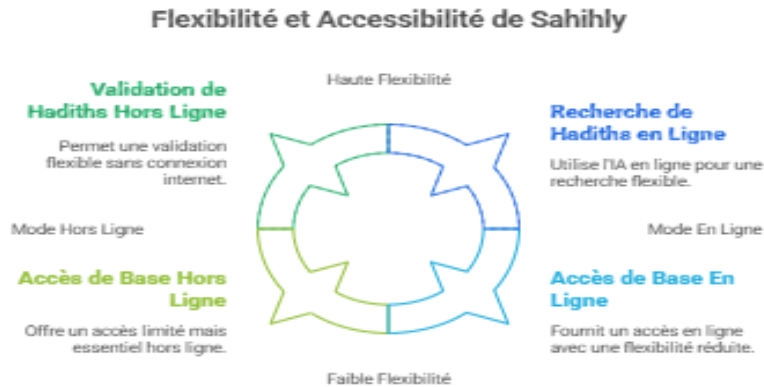 Flexibilité et Accessibilité de Sahihly
Haute Flexibilité
Validation de
Hadiths Hors Ligne
Permet une validation
flexible sans connexion
internet.
Recherche de
Hadiths en Ligne
Utilise l'IA en ligne pour une
recherche flexible.
Mode Hors Ligne
Mode En Ligne
Accès de Base Hors
Ligne
Offre un accès limité mais
essentiel hors ligne.
Accès de Base En
Ligne
Fournit un accès en ligne
avec une flexibilité réduite.
Faible Flexibilité